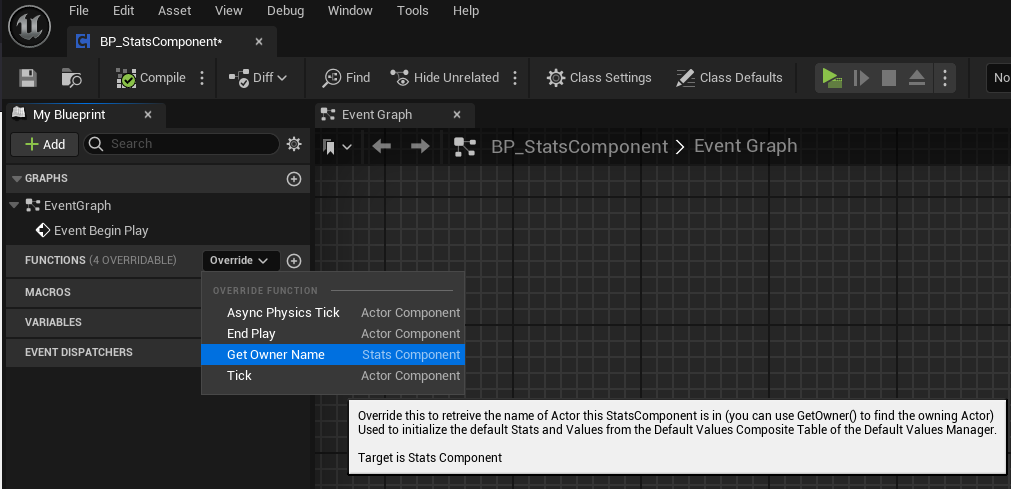 File Edit Asset View Debug Window Tools Help
BP_StatsComponent*
Compile Diff Find Hide Unrelated Class Settings Class Defaults No
My Blueprint
Event Graph
Add Search
BP_StatsComponent > Event Graph
GRAPHS
EventGraph
Event Begin Play
FUNCTIONS (4 OVERRIDABLE) Override
MACROS
VARIABLES
EVENT DISPATCHERS
OVERRIDE FUNCTION
Async Physics Tick Actor Component
End Play Actor Component
Get Owner Name Stats Component
Tick Actor Component
Override this to retreive the name of Actor this StatsComponent is in (you can use GetOwner() to find the owning Actor)
Used to initialize the default Stats and Values from the Default Values Composite Table of the Default Values Manager.
Target is Stats Component